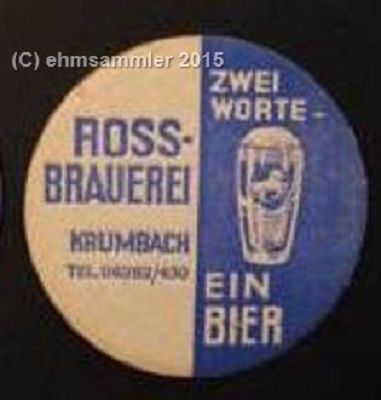 (C) ehmsammler 2015
ROSS-
BRAUEREI
KRUMBACH
TEL. 08282/430
ZWEI
WORTE-
EIN
BIER